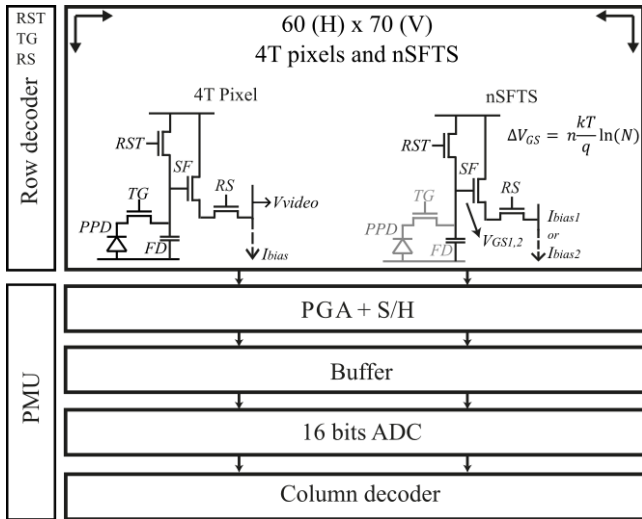 RST
TG
RS
Row decoder
60 (H) x 70 (V)
4T pixels and nSFTS
4T Pixel
RST
SF
RS
TG
Vvideo
PPD
FD
Ibias
nSFTS
ΔVGS = n kT/q ln(N)
RST
SF
RS
TG
Ibias1
or
Ibias2
PPD
FD
VGS1,2
PMU
PGA + S/H
Buffer
16 bits ADC
Column decoder